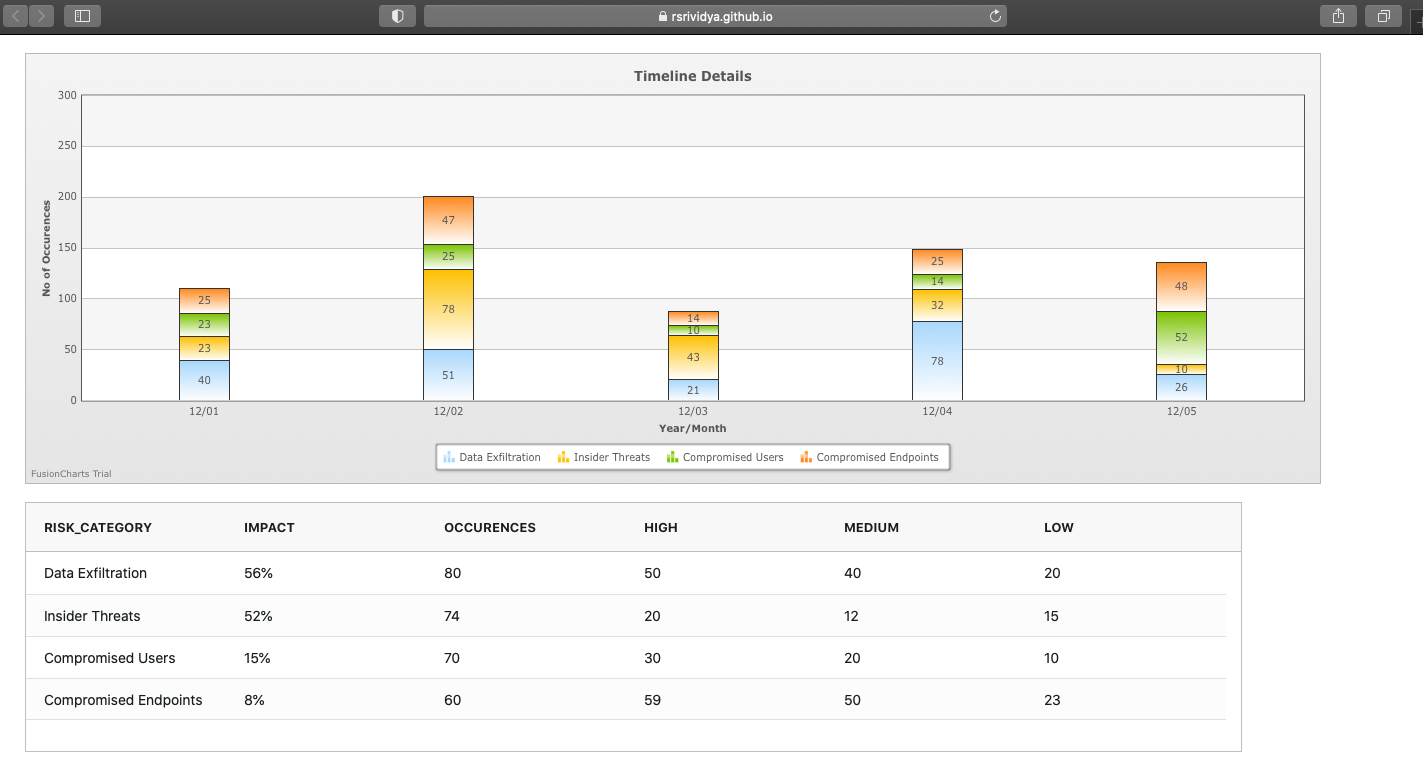 rsrividya.github.io
Timeline Details
300
250
200
150
100
50
0
No of Occurences
25
23
23
40
47
25
78
51
14
10
43
21
25
14
32
78
48
52
10
26
12/01 12/02 12/03 12/04 12/05
Year/Month
Data Exfiltration Insider Threats Compromised Users Compromised Endpoints
FusionCharts Trial
RISK_CATEGORY IMPACT OCCURENCES HIGH MEDIUM LOW
Data Exfiltration 56% 80 50 40 20
Insider Threats 52% 74 20 12 15
Compromised Users 15% 70 30 20 10
Compromised Endpoints 8% 60 59 50 23